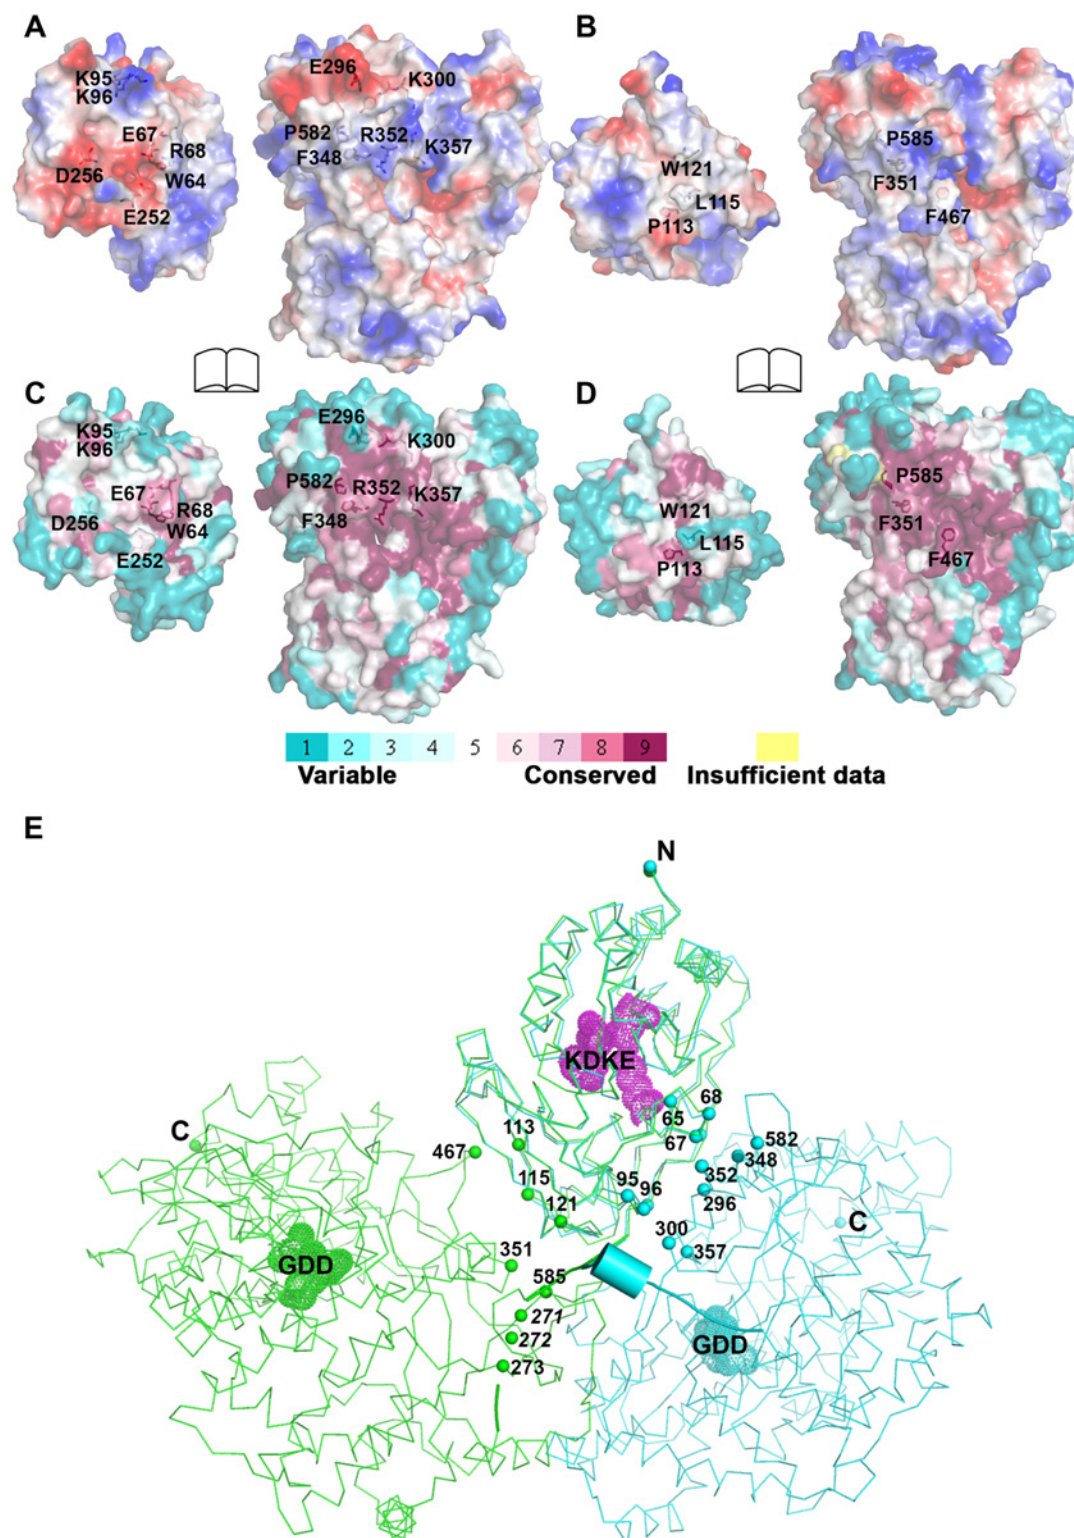 A
K95
K96
E67
R68
D256
W64
E252
E296
K300
P582
R352
F348
K357
B
W121
L115
P113
P585
F351
F467
C
K95
K96
E67
D256
R68
W64
E252
E296
K300
P582
R352
K357
F348
D
W121
L115
P113
P585
F351
F467
1 2 3 4 5 6 7 8 9
Variable Conserved Insufficient data
E
N
KDKE
C
467
113
115
121
95
96
65
68
67
582
348
352
296
C
300
357
351
GDD
585
271
272
273
GDD